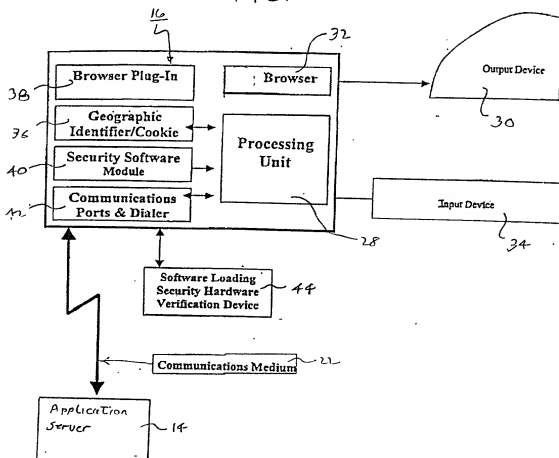 16
32
Browser Plug-In
Browser
Output Device
38
30
Geographic
Identifier/Cookie
36
Processing
Unit
Security Software
Module
40
Input Device
Communications
Ports & Dialer
42
28
34
Software Loading
Security Hardware
Verification Device
44
Communications Medium
22
Application
Server
14